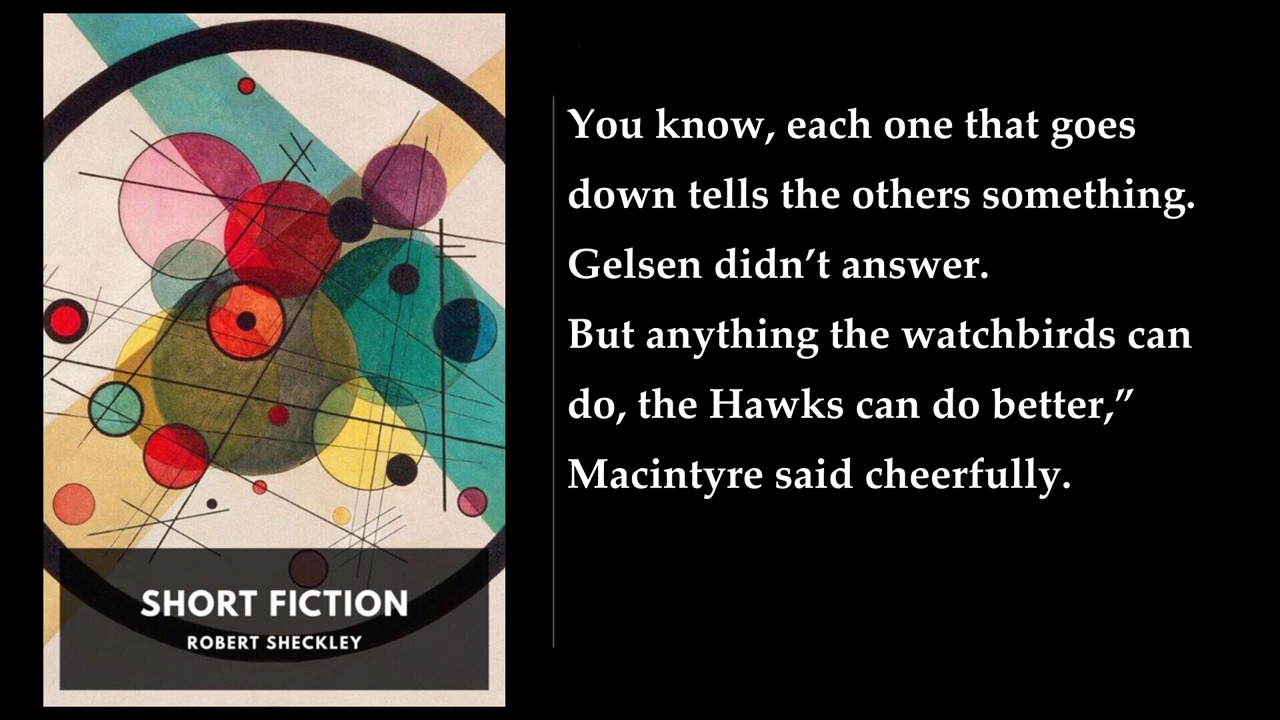 SHORT FICTION
ROBERT SHECKLEY
You know, each one that goes
down tells the others something.
Gelsen didn’t answer.
But anything the watchbirds can
do, the Hawks can do better,”
Macintyre said cheerfully.